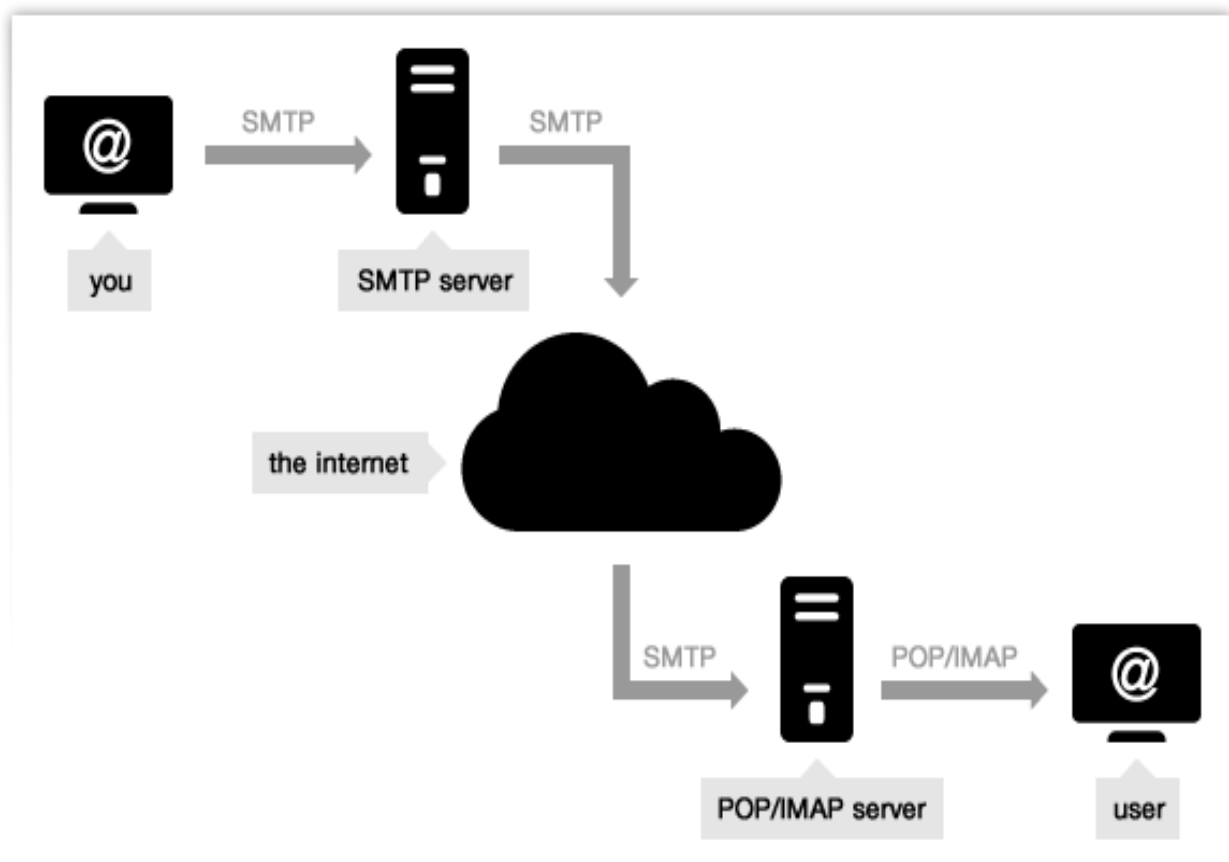 @
SMTP
SMTP
you
SMTP server
the internet
SMTP
POP/IMAP
@
POP/IMAP server
user